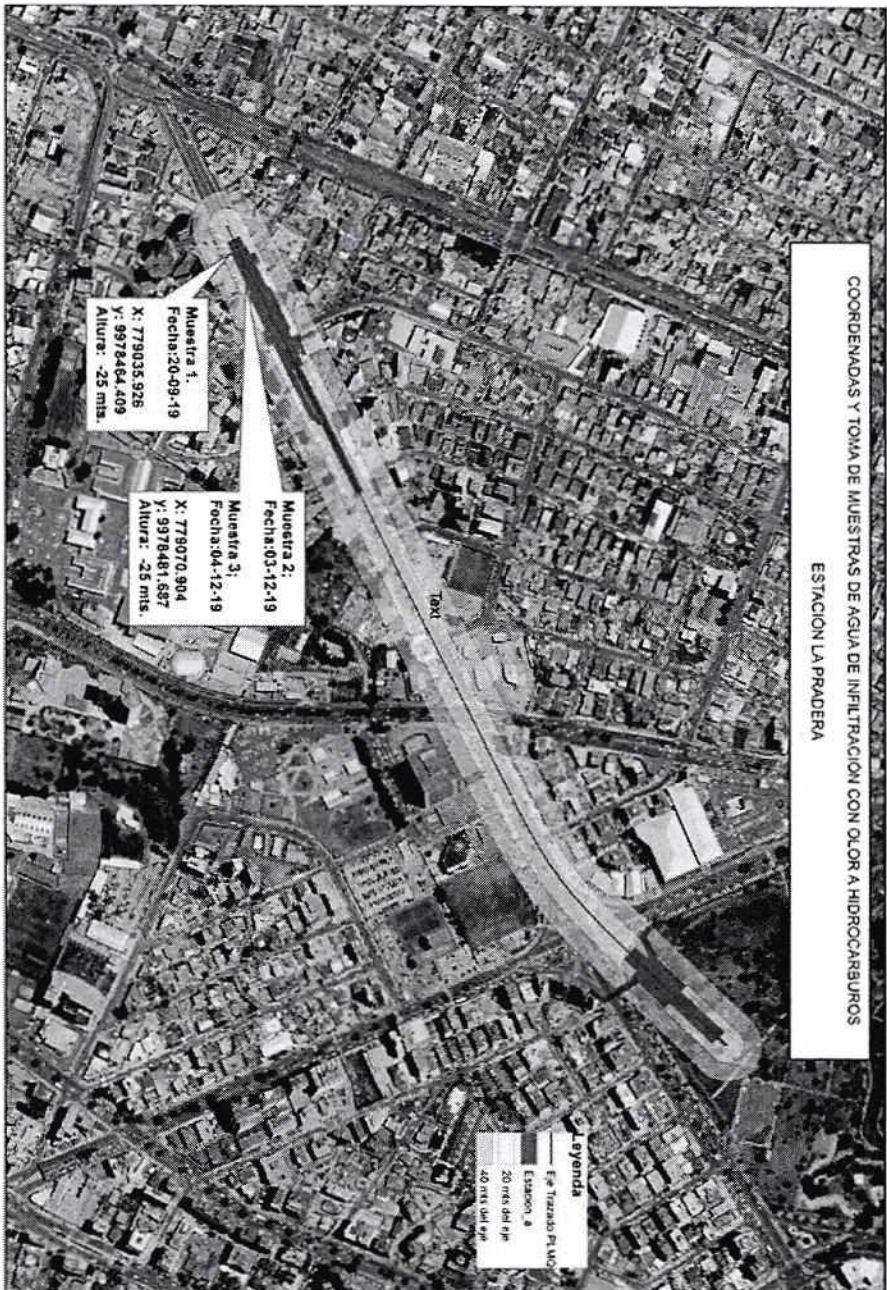 COORDENADAS Y TOMA DE MUESTRAS DE AGUA DE INFILTRACIÓN CON OLOR A HIDROCARBUROS
ESTACIÓN LA PRADERA
Muestra 1.
Fecha:20-09-19
X: 779035.926
y: 9978464.409
Altura: -25 mts.
Muestra 2;
Fecha:03-12-19
Muestra 3;
Fecha:04-12-19
X: 779070.904
y: 9978481.687
Altura: -25 mts.
Text
Leyenda
Eje Trazado PLMQ
Estacion_a
20 mts del eje
40 mts del eje